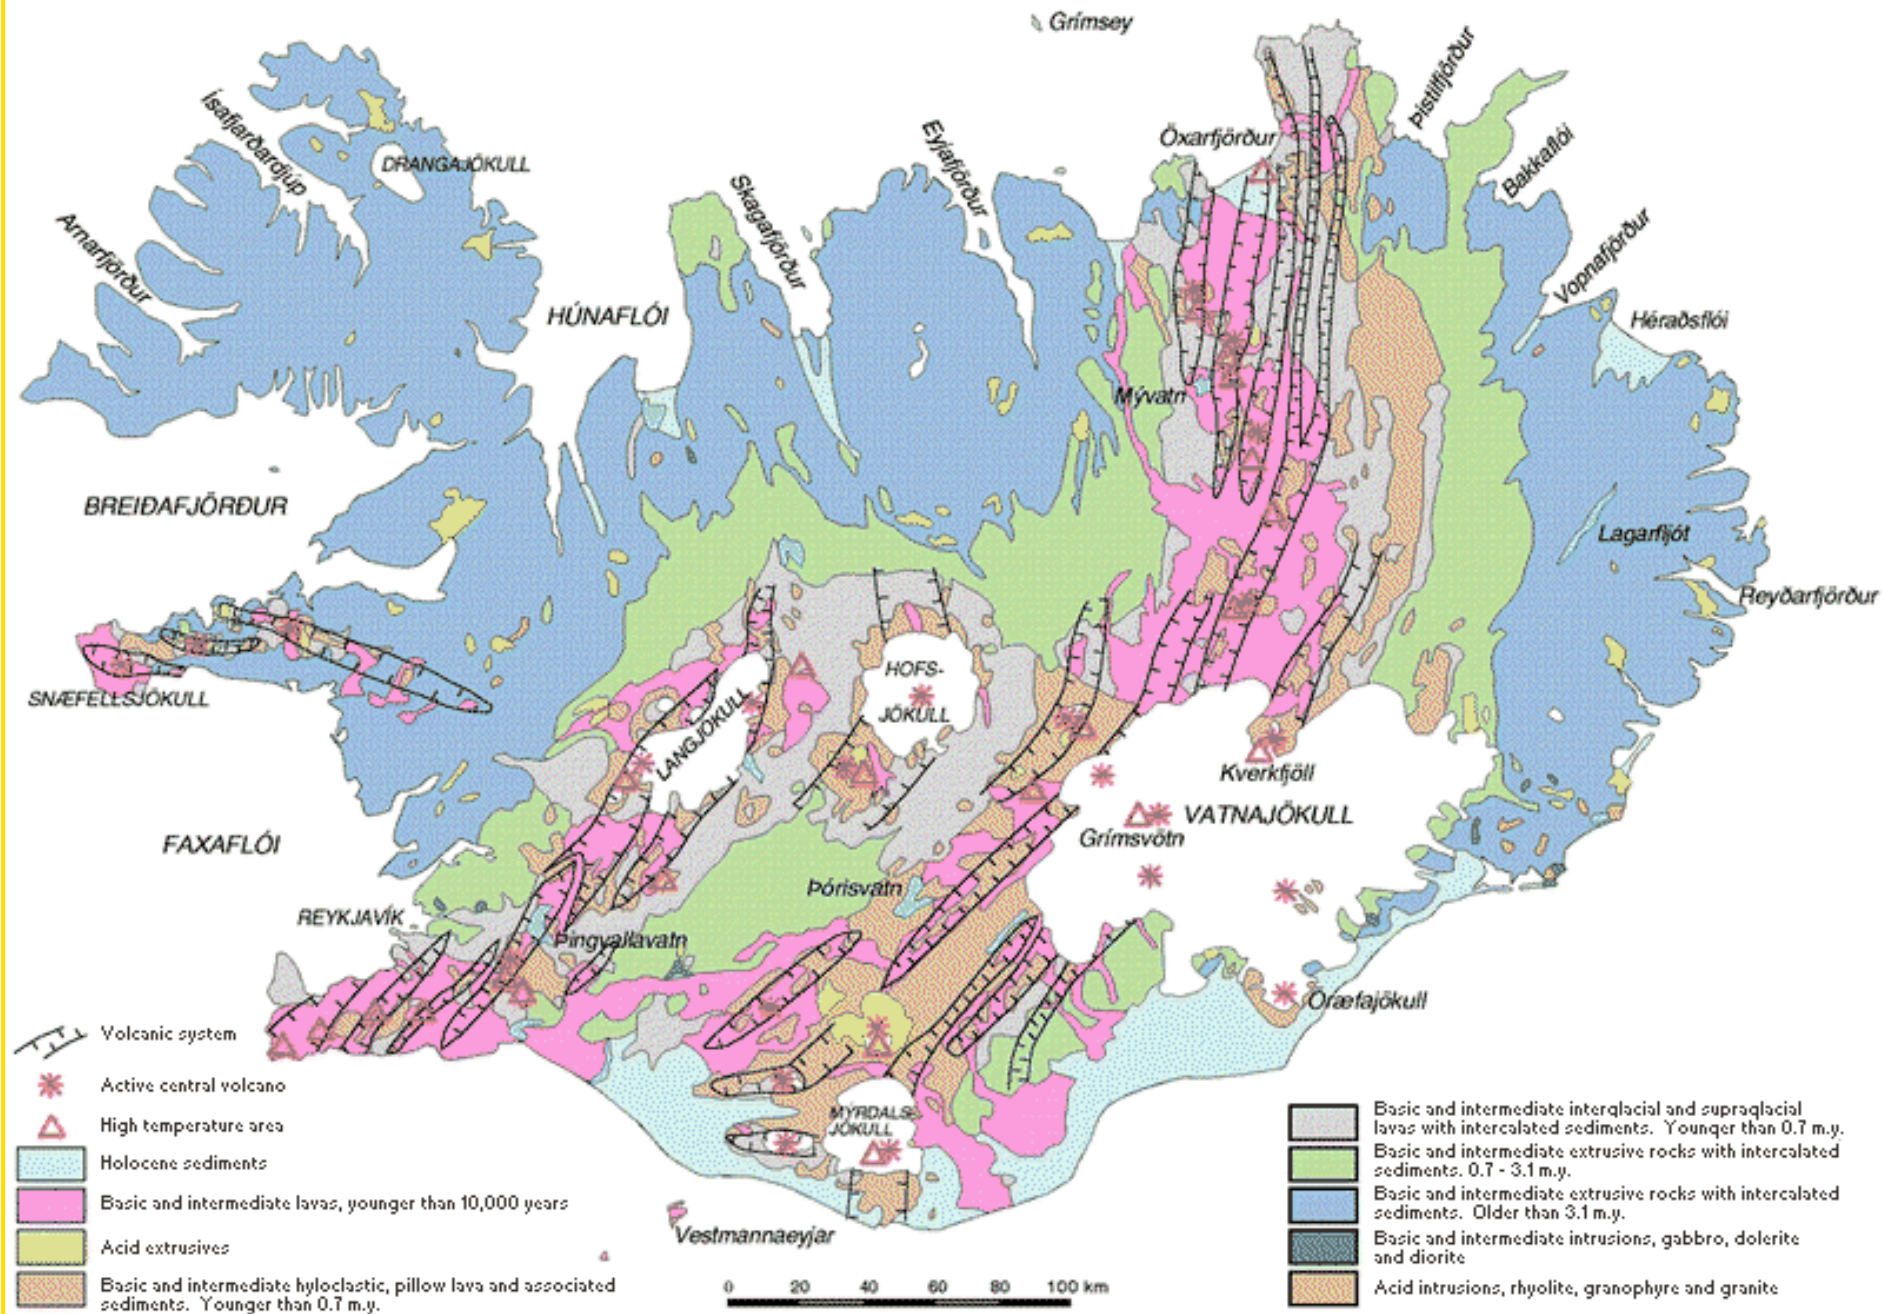 Grímsey
Ísafjarðardjúp
Þistilfjörður
Öxarfjörður
Eyjafjörður
DRANGAJÖKULL
Skagafjörður
Bakkaflói
Arnarfjörður
Vopnafjörður
HÚNAFLÓI
Héraðsflói
Mývatn
BREIÐAFJÖRÐUR
Lagarfljót
Reyðarfjörður
SNÆFELLSJÖKULL
HOFS-
JÖKULL
LANGJÖKULL
Kverkfjöll
VATNAJÖKULL
Grímsvötn
FAXAFLÓI
Þórisvatn
REYKJAVÍK
Þingvallavatn
Öræfajökull
MÝRDALS-
JÖKULL
Vestmannaeyjar
Volcanic system
Active central volcano
High temperature area
Holocene sediments
Basic and intermediate lavas, younger than 10,000 years
Acid extrusives
Basic and intermediate hyloclastic, pillow lava and associated
sediments. Younger than 0.7 m.y.
0 20 40 60 80 100 km
Basic and intermediate interglacial and supraglacial
lavas with intercalated sediments. Younger than 0.7 m.y.
Basic and intermediate extrusive rocks with intercalated
sediments. 0.7 - 3.1 m.y.
Basic and intermediate extrusive rocks with intercalated
sediments. Older than 3.1 m.y.
Basic and intermediate intrusions, gabbro, dolerite
and diorite
Acid intrusions, rhyolite, granophyre and granite